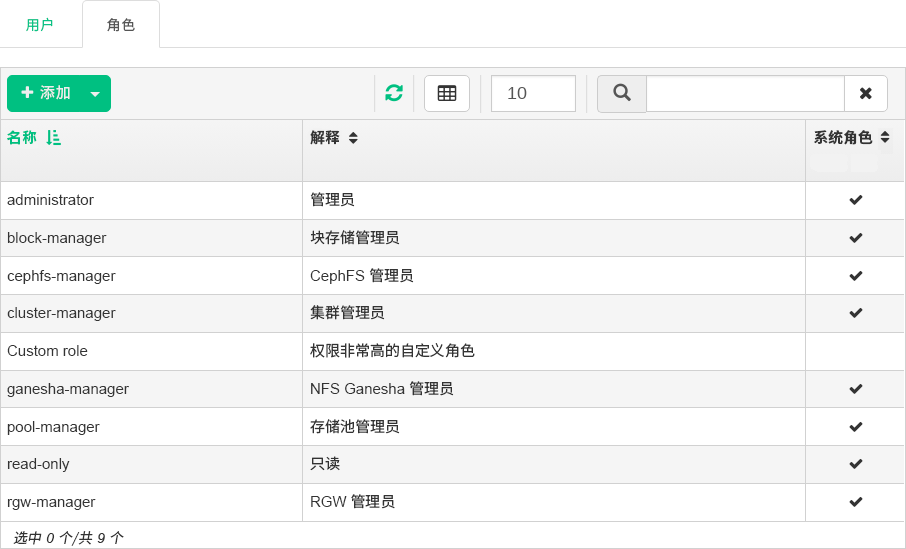 用户 角色
添加 10
名称 解释 系统角色
administrator 管理员
block-manager 块存储管理员
cephfs-manager CephFS 管理员
cluster-manager 集群管理员
Custom role 权限非常高的自定义角色
ganesha-manager NFS Ganesha 管理员
pool-manager 存储池管理员
read-only 只读
rgw-manager RGW 管理员
选中 0 个/共 9 个